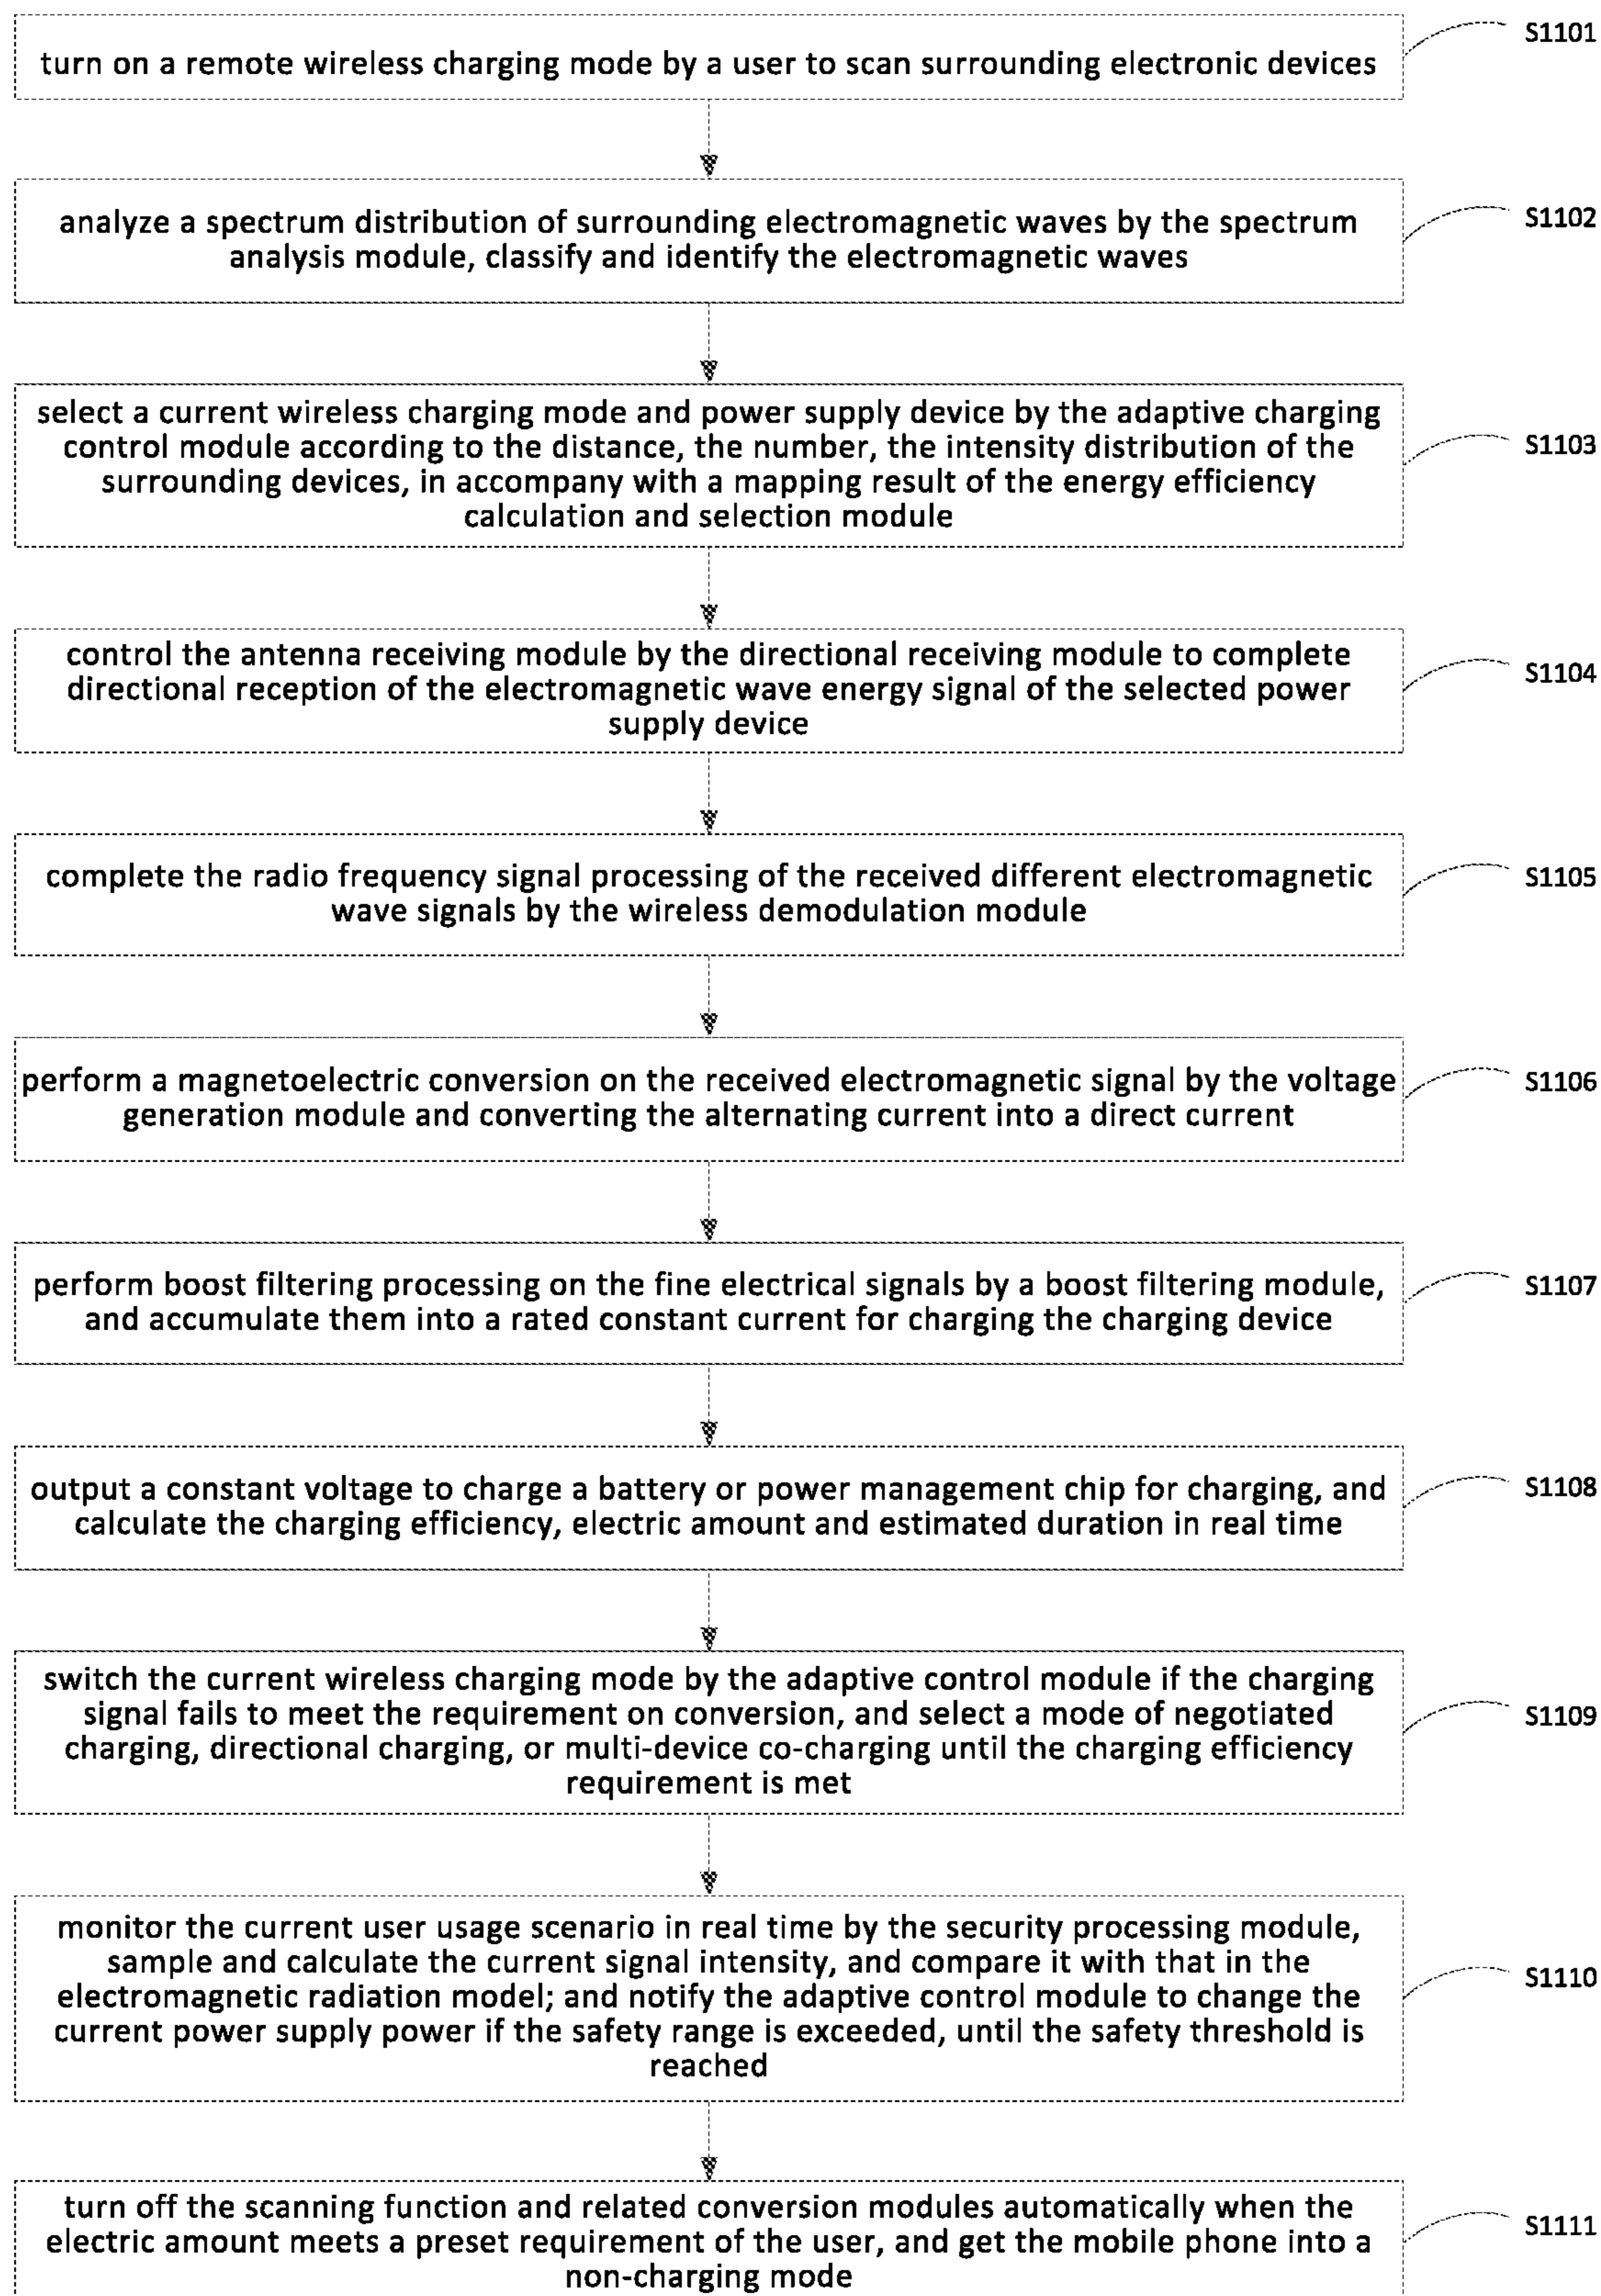 turn on a remote wireless charging mode by a user to scan surrounding electronic devices
S1101
analyze a spectrum distribution of surrounding electromagnetic waves by the spectrum
analysis module, classify and identify the electromagnetic waves
S1102
select a current wireless charging mode and power supply device by the adaptive charging
control module according to the distance, the number, the intensity distribution of the
surrounding devices, in accompany with a mapping result of the energy efficiency
calculation and selection module
S1103
control the antenna receiving module by the directional receiving module to complete
directional reception of the electromagnetic wave energy signal of the selected power
supply device
S1104
complete the radio frequency signal processing of the received different electromagnetic
wave signals by the wireless demodulation module
S1105
perform a magnetoelectric conversion on the received electromagnetic signal by the voltage
generation module and converting the alternating current into a direct current
S1106
perform boost filtering processing on the fine electrical signals by a boost filtering module,
and accumulate them into a rated constant current for charging the charging device
S1107
output a constant voltage to charge a battery or power management chip for charging, and
calculate the charging efficiency, electric amount and estimated duration in real time
S1108
switch the current wireless charging mode by the adaptive control module if the charging
signal fails to meet the requirement on conversion, and select a mode of negotiated
charging, directional charging, or multi-device co-charging until the charging efficiency
requirement is met
S1109
monitor the current user usage scenario in real time by the security processing module,
sample and calculate the current signal intensity, and compare it with that in the
electromagnetic radiation model; and notify the adaptive control module to change the
current power supply power if the safety range is exceeded, until the safety threshold is
reached
S1110
turn off the scanning function and related conversion modules automatically when the
electric amount meets a preset requirement of the user, and get the mobile phone into a
non-charging mode
S1111